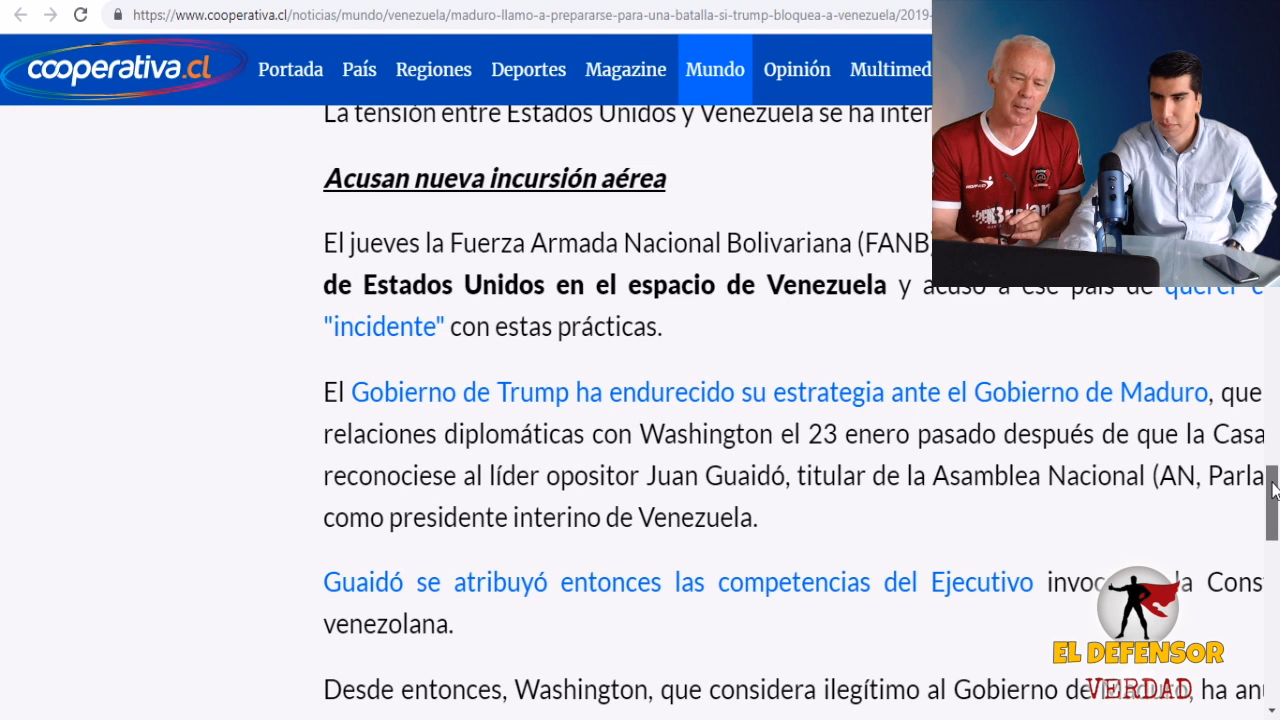 https://www.cooperativa.cl/noticias/mundo/venezuela/maduro-llamo-a-prepararse-para-una-batalla-si-trump-bloquea-a-venezuela/2019-
cooperativa.cl Portada País Regiones Deportes Magazine Mundo Opinión Multimed
La tensión entre Estados Unidos y Venezuela se ha inter
Acusan nueva incursión aérea
El jueves la Fuerza Armada Nacional Bolivariana (FANB
de Estados Unidos en el espacio de Venezuela y acusó a ese país de querer
"incidente" con estas prácticas.
El Gobierno de Trump ha endurecido su estrategia ante el Gobierno de Maduro, que
relaciones diplomáticas con Washington el 23 enero pasado después de que la Casa
reconociese al líder opositor Juan Guaidó, titular de la Asamblea Nacional (AN, Parla
como presidente interino de Venezuela.
Guaidó se atribuyó entonces las competencias del Ejecutivo invoc la Cons
venezolana.
Desde entonces, Washington, que considera ilegítimo al Gobierno de Maduro, ha an
EL DEFENSOR
VERDAD